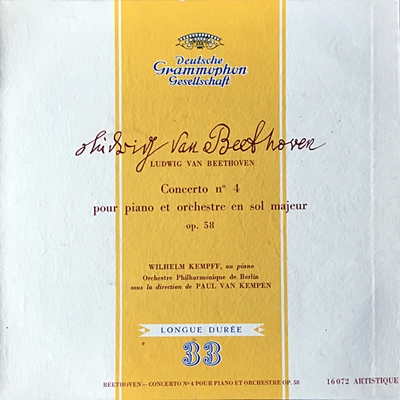 Deutsche
Grammophon
Gesellschaft
Ludwig Van Beethoven
LUDWIG VAN BEETHOVEN
Concerto n° 4
pour piano et orchestre en sol majeur
op. 58
WILHELM KEMPFF, au piano
Orchestre Philharmonique de Berlin
sous la direction de PAUL VAN KEMPEN
LONGUE DURÉE
33
BEETHOVEN — CONCERTO N° 4 POUR PIANO ET ORCHESTRE OP. 58
16072 ARTISTIQUE